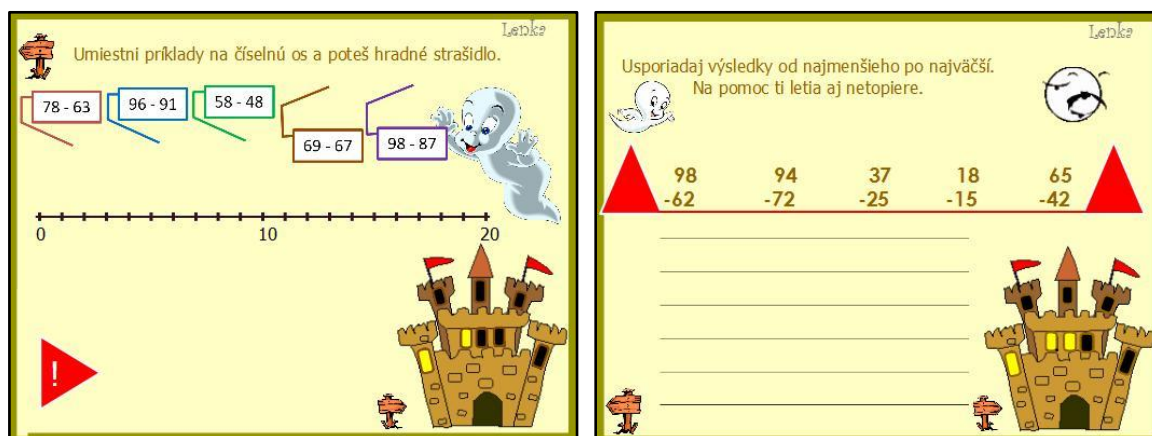 Lenka
Umiestni príklady na číselnú os a poteš hradné strašidlo.
78 - 63
96 - 91
58 - 48
69 - 67
98 - 87
0
10
20
!
Lenka
Usporiadaj výsledky od najmenšieho po najväčší.
Na pomoc ti letia aj netopiere.
98 94 37 18 65
-62 -72 -25 -15 -42